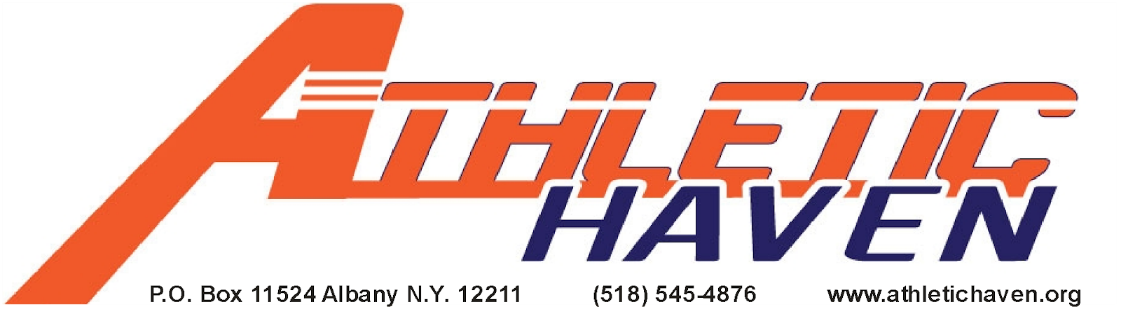 ATHLETIC
HAVEN
P.O. Box 11524 Albany N.Y. 12211 (518) 545-4876 www.athletichaven.org